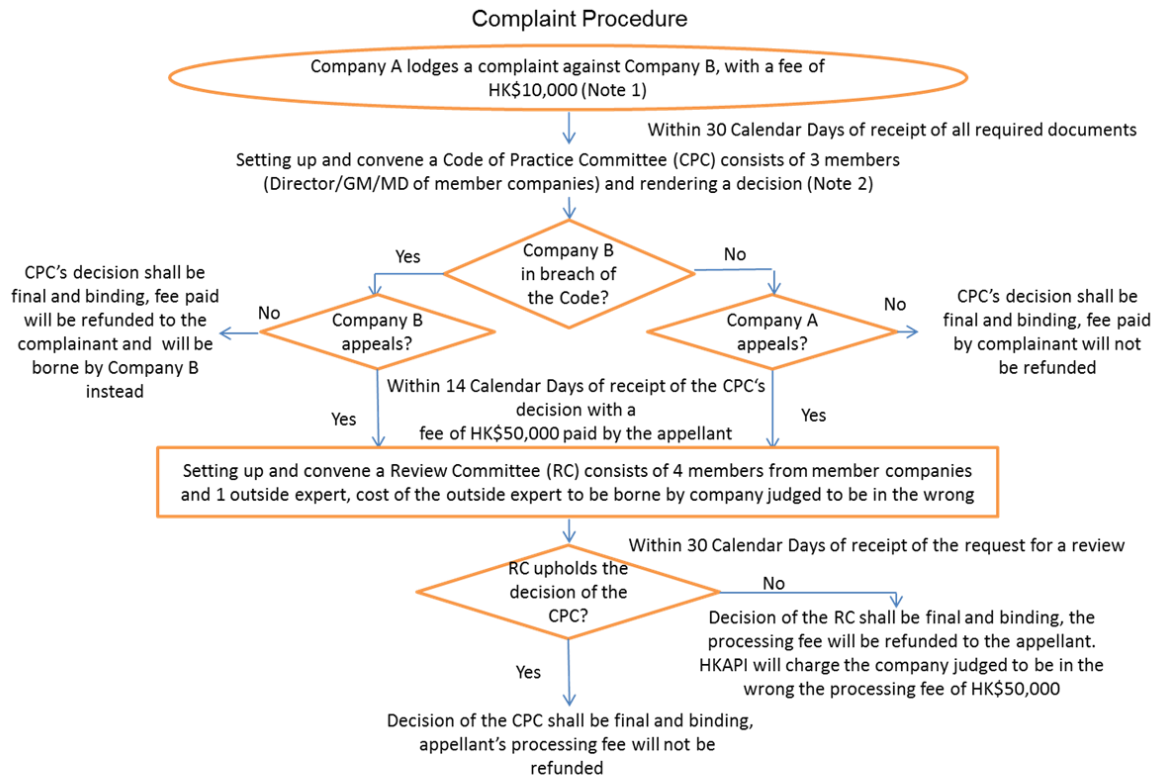 Complaint Procedure
Company A lodges a complaint against Company B, with a fee of
HK$10,000 (Note 1)
Within 30 Calendar Days of receipt of all required documents
Setting up and convene a Code of Practice Committee (CPC) consists of 3 members
(Director/GM/MD of member companies) and rendering a decision (Note 2)
Company B
in breach of
the Code?
Yes
No
CPC's decision shall be
final and binding, fee paid
will be refunded to the
complainant and  will be
borne by Company B
instead
No
Company B
appeals?
Company A
appeals?
No
CPC's decision shall be
final and binding, fee paid
by complainant will not
be refunded
Within 14 Calendar Days of receipt of the CPC‘s
decision with a
fee of HK$50,000 paid by the appellant
Yes
Yes
Setting up and convene a Review Committee (RC) consists of 4 members from member companies
and 1 outside expert, cost of the outside expert to be borne by company judged to be in the wrong
Within 30 Calendar Days of receipt of the request for a review
RC upholds the
decision of the
CPC?
No
Decision of the RC shall be final and binding, the
processing fee will be refunded to the appellant.
HKAPI will charge the company judged to be in the
wrong the processing fee of HK$50,000
Yes
Decision of the CPC shall be final and binding,
appellant's processing fee will not be
refunded